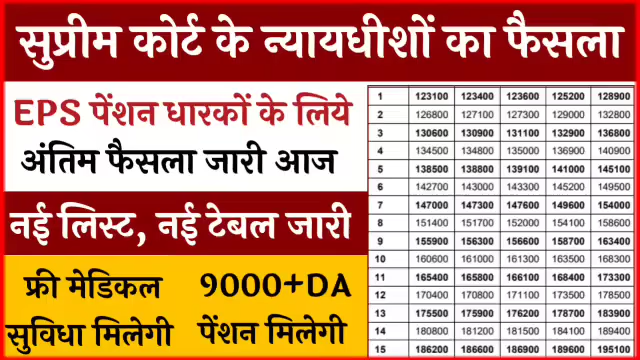 सुप्रीम कोर्ट के न्यायधीशों का फैसला
EPS पेंशन धारकों के लिये
अंतिम फैसला जारी आज
नई लिस्ट, नई टेबल जारी
फ्री मेडिकल
सुविधा मिलेगी
9000+DA
पेंशन मिलेगी
1 123100 123400 123600 125200 128900
2 126800 127100 127300 129000 132800
3 130600 130900 131100 132900 136800
4 134500 134800 135000 136900 140900
5 138500 138800 139100 141000 145100
6 142700 143000 143300 145200 149500
7 147000 147300 147600 149600 154000
8 151400 151700 152000 154100 158600
9 155900 156300 156600 158700 163400
10 160600 161000 161300 163500 168300
11 165400 165800 166100 168400 173300
12 170400 170800 171100 173500 178500
13 175500 175900 176200 178700 183900
14 180800 181200 181500 184100 189400
15 186200 186600 186900 189600 195100